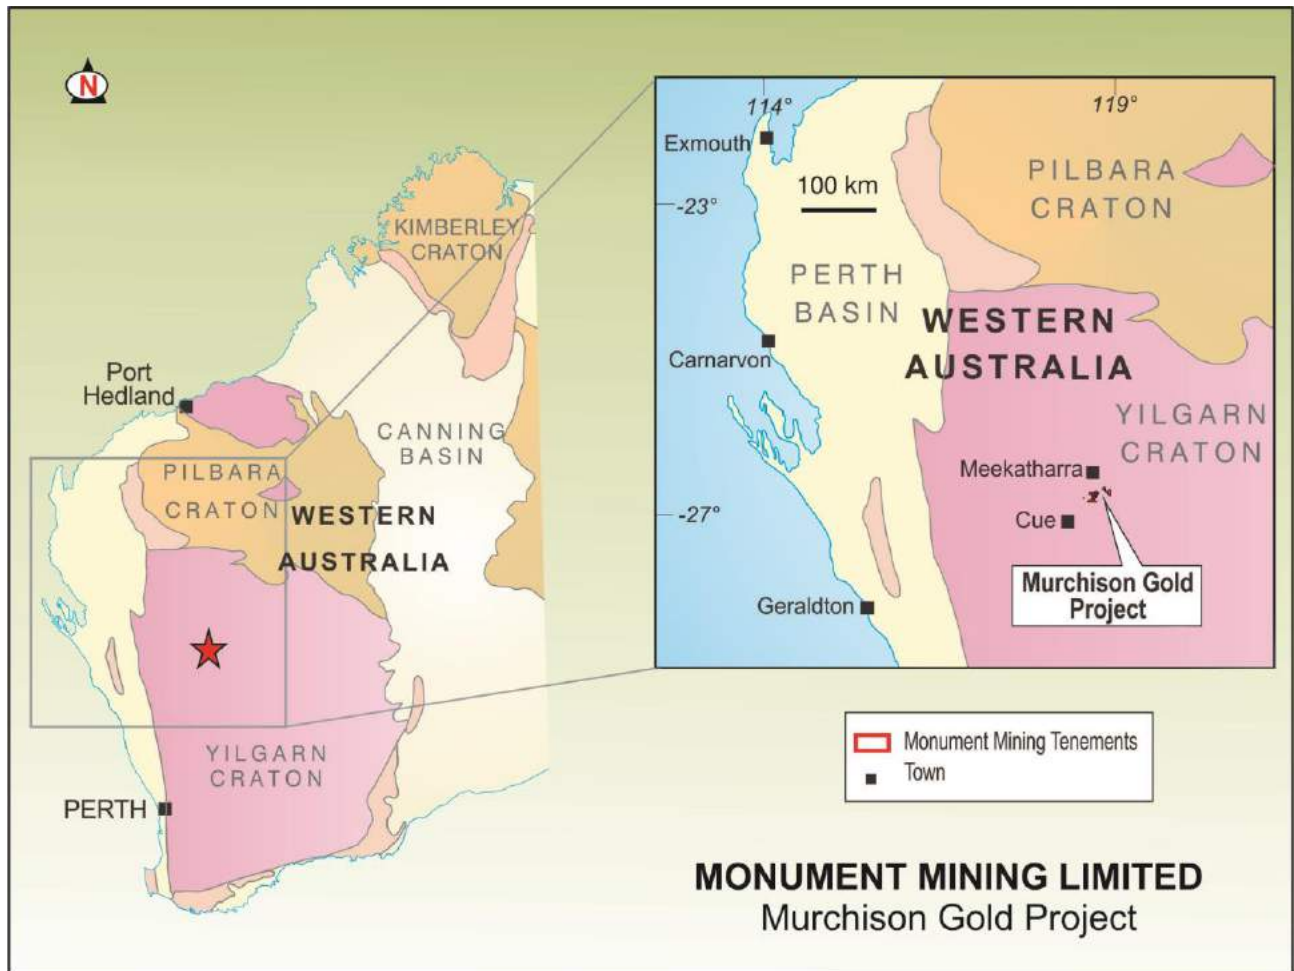 N
KIMBERLEY
CRATON
Port
Hedland
CANNING
BASIN
PILBARA
CRATON
WESTERN
AUSTRALIA
YILGARN
CRATON
PERTH
114°
119°
Exmouth
100 km
-23°
PILBARA
CRATON
PERTH
BASIN
WESTERN
AUSTRALIA
Carnarvon
YILGARN
CRATON
Meekatharra
-27°
Cue
Murchison Gold
Project
Geraldton
Monument Mining Tenements
Town
MONUMENT MINING LIMITED
Murchison Gold Project